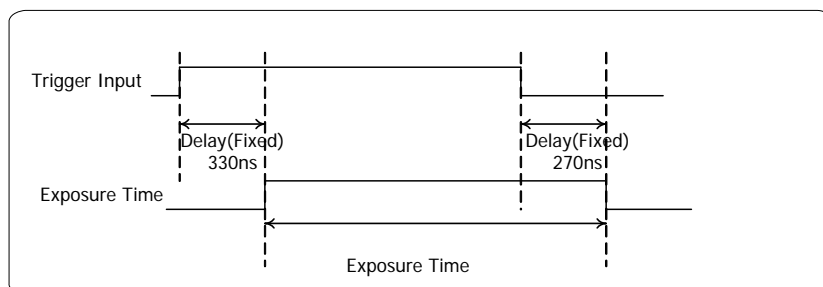 Trigger Input
Delay(Fixed)
330ns
Delay(Fixed)
270ns
Exposure Time
Exposure Time